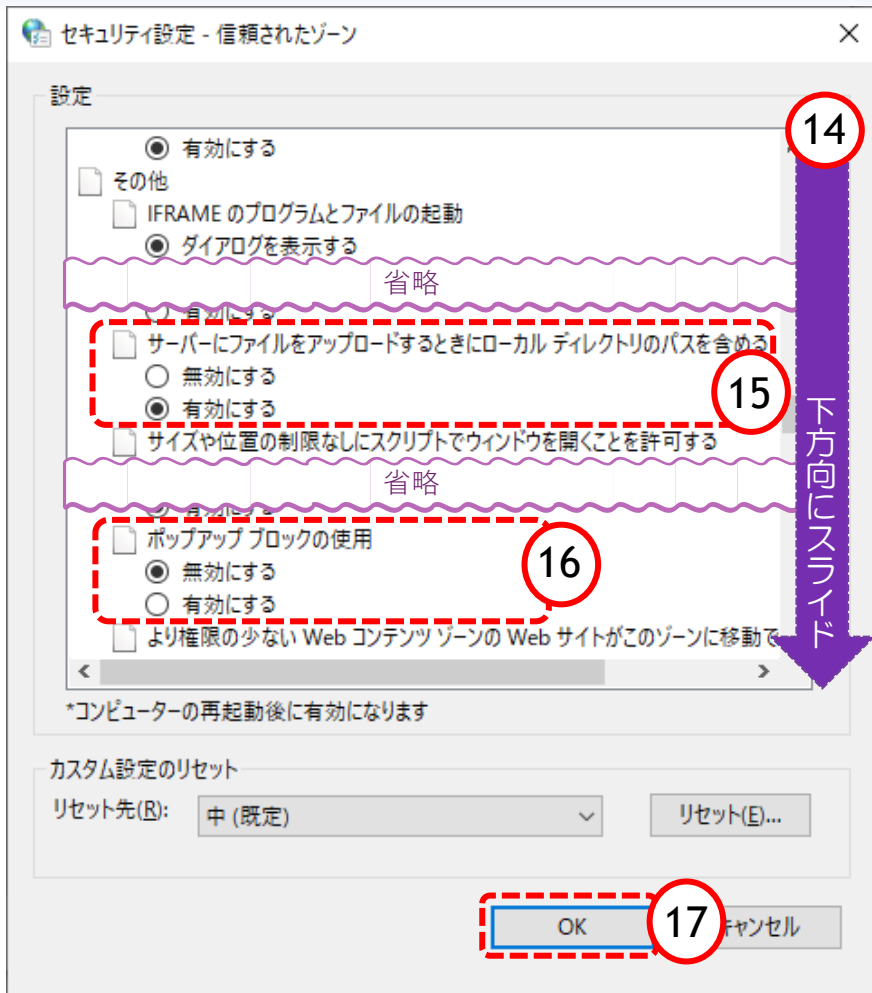 セキュリティ設定 - 信頼されたゾーン
設定
14
有効にする
その他
IFRAME のプログラムとファイルの起動
ダイアログを表示する
省略
有効にする
サーバーにファイルをアップロードするときにローカル ディレクトリのパスを含める
無効にする
15
有効にする
サイズや位置の制限なしにスクリプトでウィンドウを開くことを許可する
省略
有効にする
ポップアップ ブロックの使用
16
無効にする
有効にする
より権限の少ない Web コンテンツ ゾーンの Web サイトがこのゾーンに移動で
下方向にスライド
*コンピューターの再起動後に有効になります
カスタム設定のリセット
リセット先(R):
中 (既定)
リセット(E)...
OK
17
キャンセル